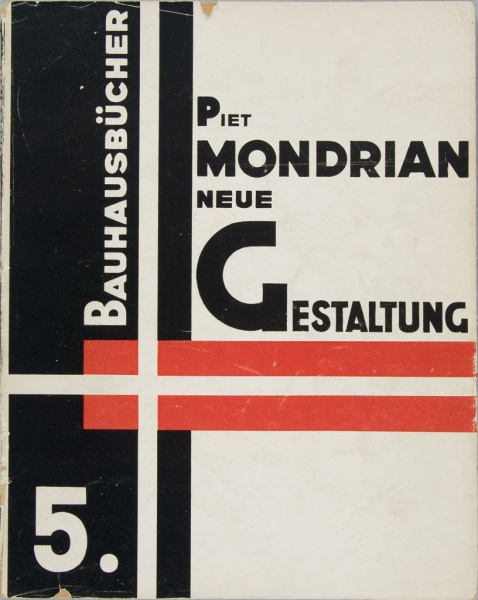 BAUHAUSBÜCHER
PIET
MONDRIAN
NEUE
GESTALTUNG
5.